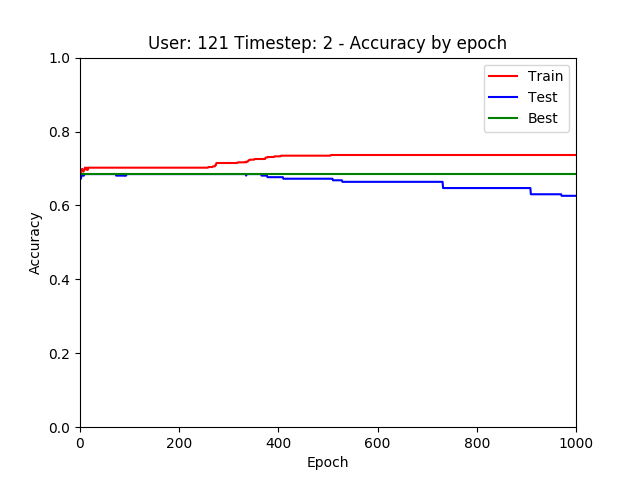 User: 121 Timestep: 2 - Accuracy by epoch
1.0
0.8
0.6
0.4
0.2
0.0
Accuracy
Train
Test
Best
0 200 400 600 800 1000
Epoch